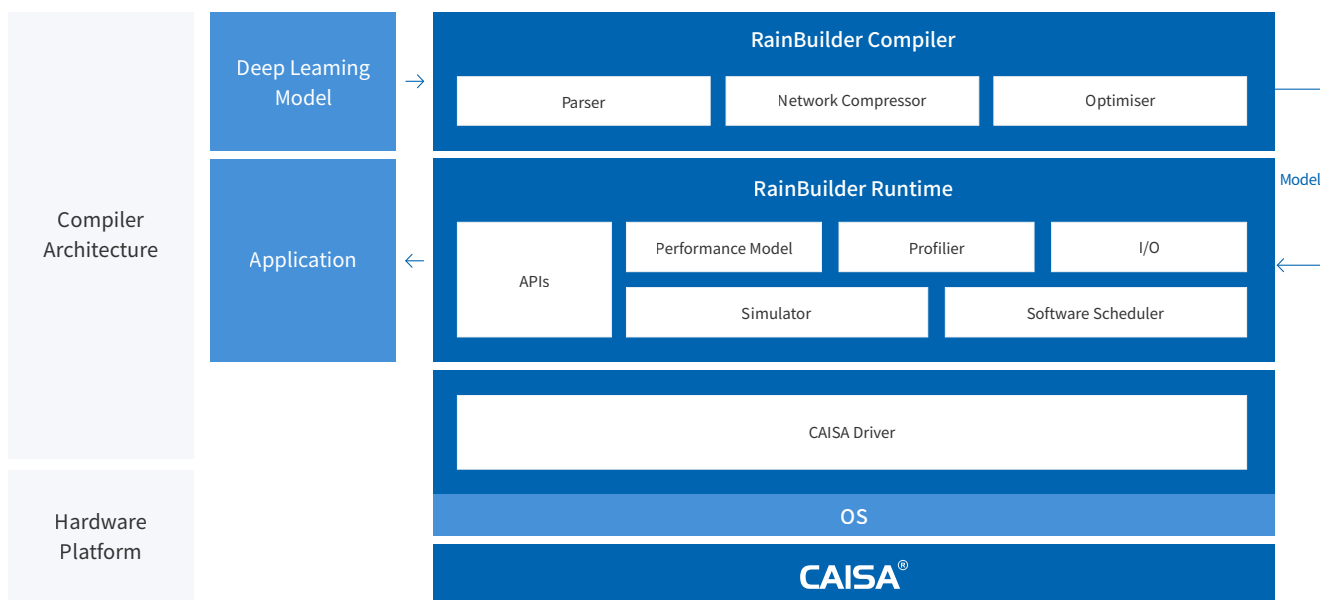 Compiler
Architecture
Hardware
Platform
Deep Leaming
Model
Application
RainBuilder Compiler
Parser
Network Compressor
Optimiser
Model
RainBuilder Runtime
APIs
Performance Model
Profilier
I/O
Simulator
Software Scheduler
CAISA Driver
OS
CAISA®